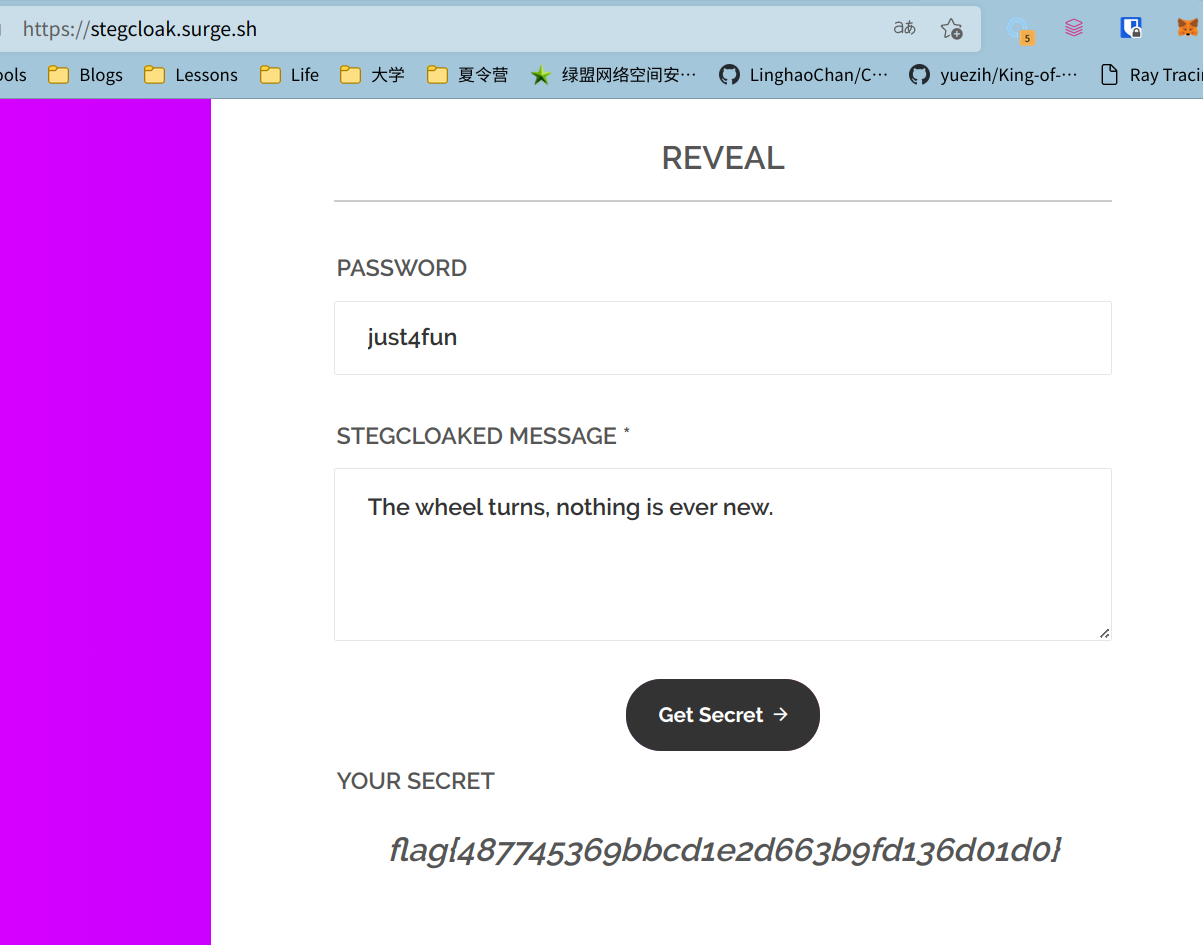 https://stegcloak.surge.sh
aあ
5
ols Blogs Lessons Life 大学 夏令营 绿盟网络空间安… LinghaoChan/C… yuezih/King-of-… Ray Traci
REVEAL
PASSWORD
just4fun
STEGCLOAKED MESSAGE *
The wheel turns, nothing is ever new.
Get Secret →
YOUR SECRET
flag{487745369bbcd1e2d663b9fd136d01d0}